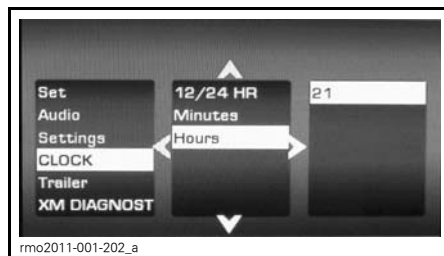 Set
Audio
Settings
CLOCK
Trailer
XM DIAGNOST
12/24 HR
Minutes
Hours
21
rmo2011-001-202_a